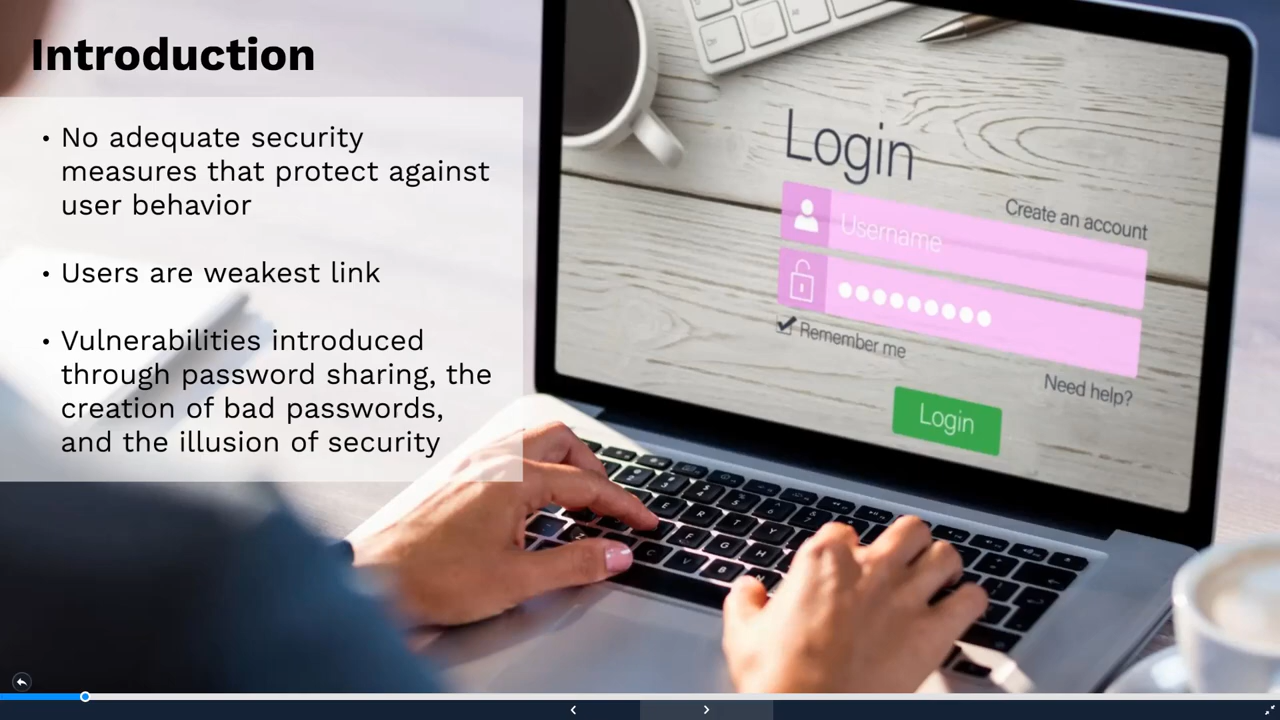 Introduction
• No adequate security
measures that protect against
user behavior
• Users are weakest link
• Vulnerabilities introduced
through password sharing, the
creation of bad passwords,
and the illusion of security
Login
Create an account
Username
Remember me
Need help?
Login